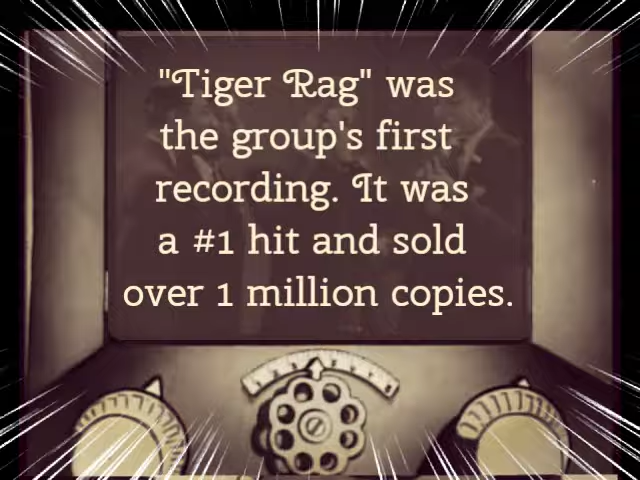 "Tiger Rag" was
the group's first
recording. It was
a #1 hit and sold
over 1 million copies.